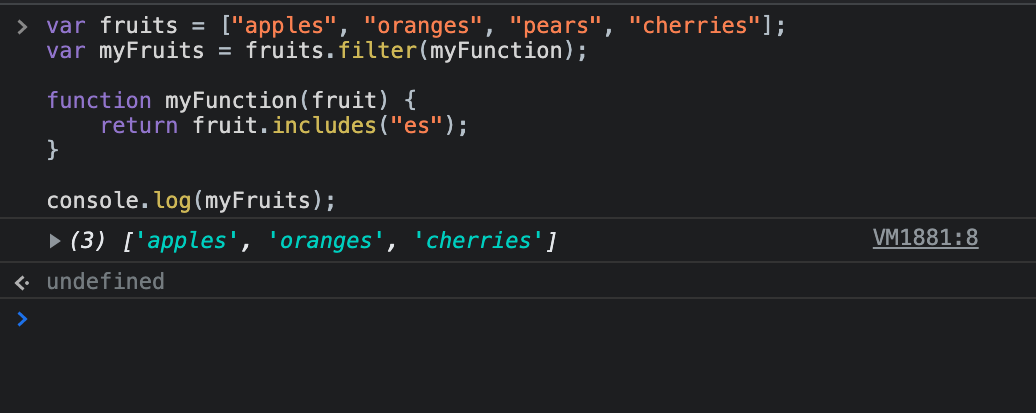 var fruits = ["apples", "oranges", "pears", "cherries"];
var myFruits = fruits.filter(myFunction);
function myFunction(fruit) {
return fruit.includes("es");
}
console.log(myFruits);
(3) ['apples', 'oranges', 'cherries'] VM1881:8
undefined